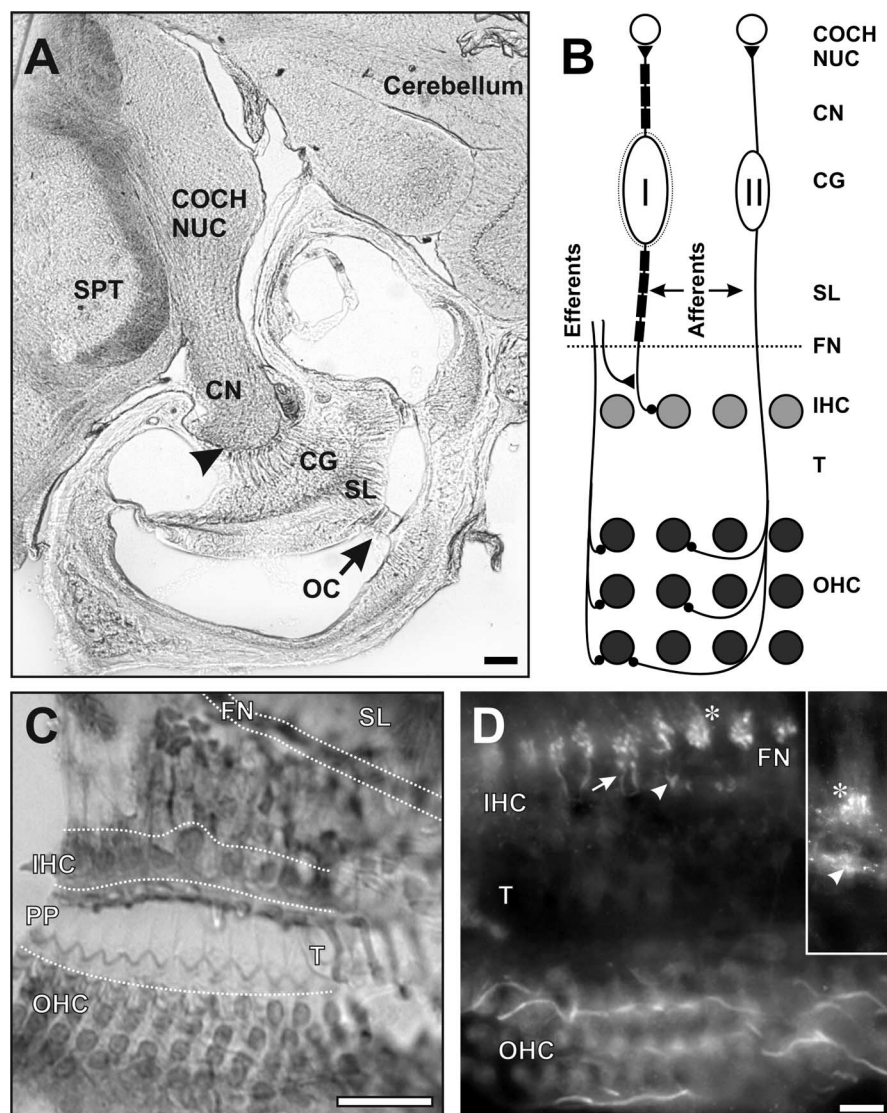 A
Cerebellum
COCH
NUC
SPT
CN
CG
SL
OC
B
COCH
NUC
CN
I
II
CG
Efferents
Afferents
SL
FN
IHC
T
OHC
C
FN
SL
IHC
PP
T
OHC
D
*
FN
IHC
*
T
OHC